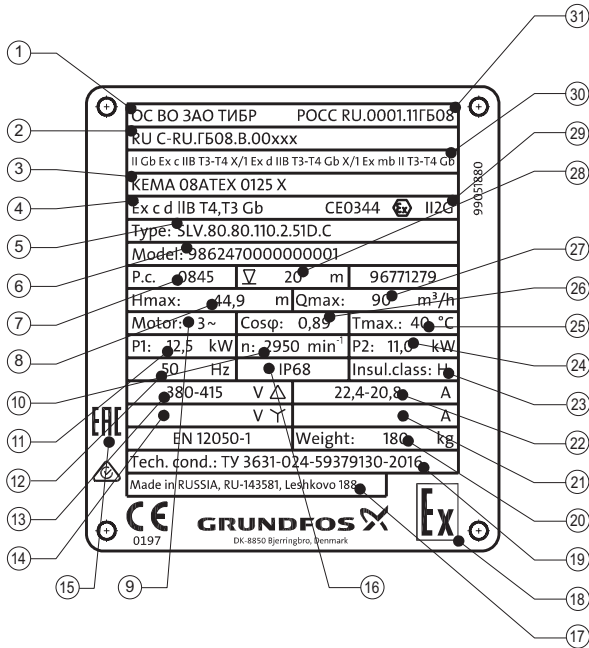 1
31
2
30
3
29
4
28
5
6
27
7
26
8
25
10
24
11
23
12
22
13
21
14
20
15
9
16
19
18
17
ОС ВО ЗАО ТИБР РОСС RU.0001.11ГБ08
RU C-RU.ГБ08.В.00xxx
II Gb Ex c IIB T3-T4 X/1 Ex d IIB T3-T4 Gb X/1 Ex mb II T3-T4 Gb
KEMA 08ATEX 0125 X
Ex c d IIB T4,T3 Gb CE0344 Ex II2G
99051880
Type: SLV.80.80.110.2.51D.C
Model: 9862470000000001
P.c. 0845 20 m 96771279
Hmax: 44,9 m Qmax: 90 m³/h
Motor: 3~ Cosφ: 0,89 Tmax.: 40 °C
P1: 12,5 kW n: 2950 min⁻¹ P2: 11,0 kW
50 Hz IP68 Insul.class: H
380-415 V △ 22,4-20,8 A
V Y A
EN 12050-1 Weight: 180 kg
Tech. cond.: ТУ 3631-024-59379130-2016
Made in RUSSIA, RU-143581, Leshkovo 188
EAC
CE
0197
GRUNDFOS
DK-8850 Bjerringbro, Denmark
Ex